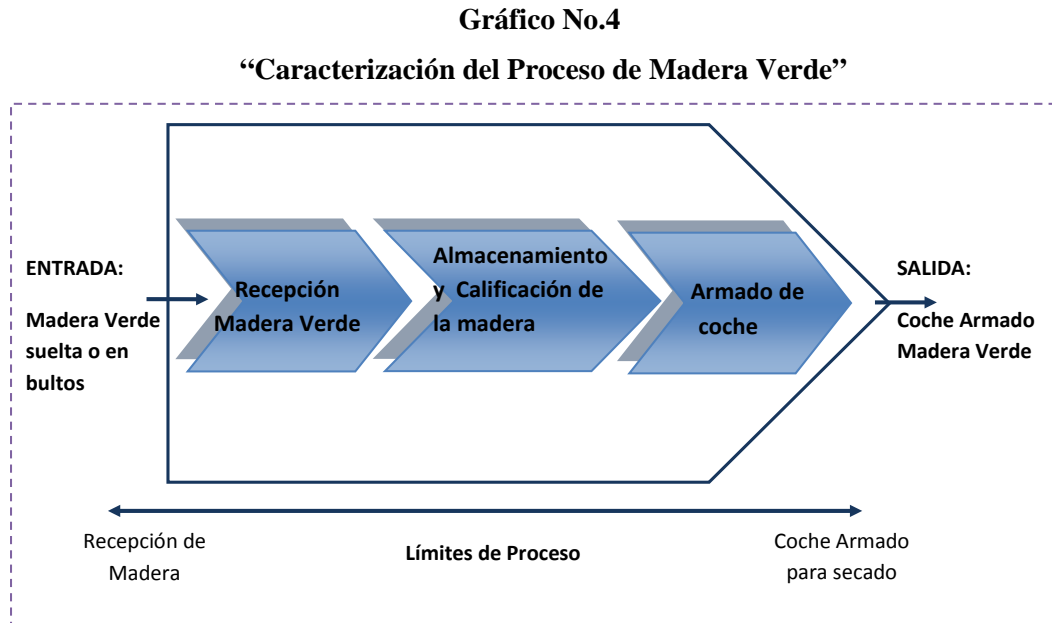 Gráfico No.4
“Caracterización del Proceso de Madera Verde”
ENTRADA:
Madera Verde
suelta o en
bultos
Recepción
Madera Verde
Almacenamiento
y Calificación de
la madera
Armado de
coche
SALIDA:
Coche Armado
Madera Verde
Recepción de
Madera
Límites de Proceso
Coche Armado
para secado